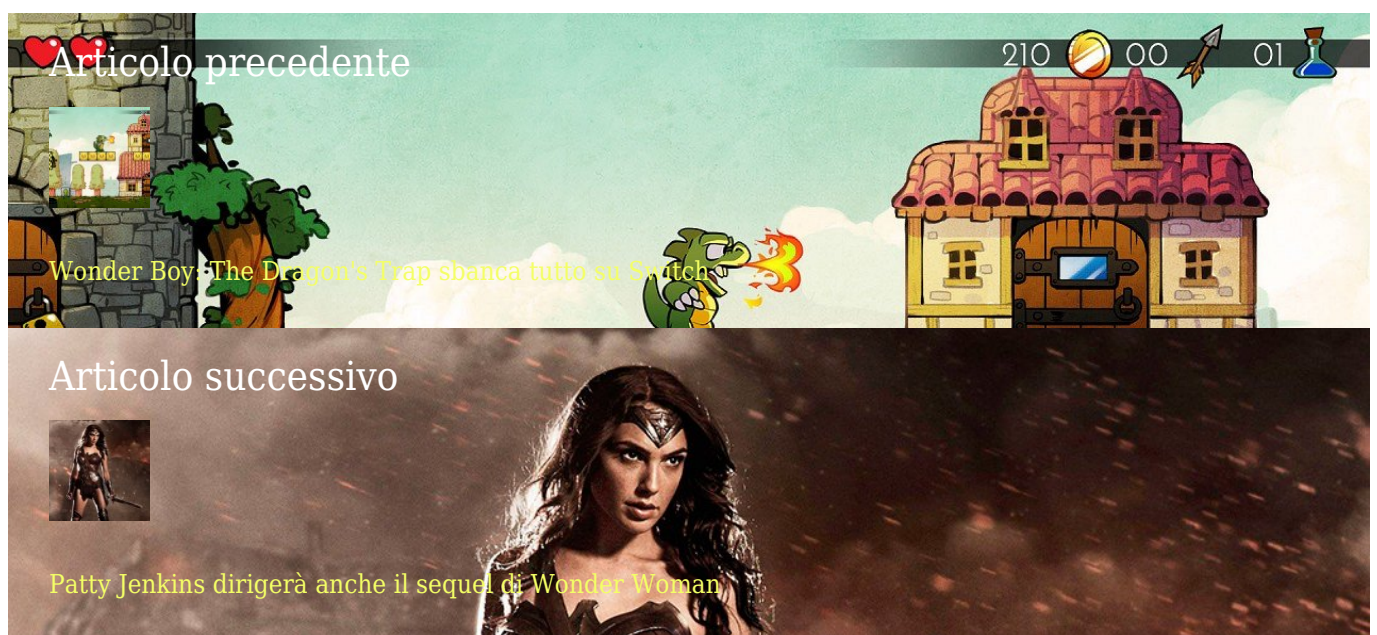 Articolo precedente
210 00 01
Wonder Boy: The Dragon's Trap sbanca tutto su Switch
Articolo successivo
Patty Jenkins dirigerà anche il sequel di Wonder Woman